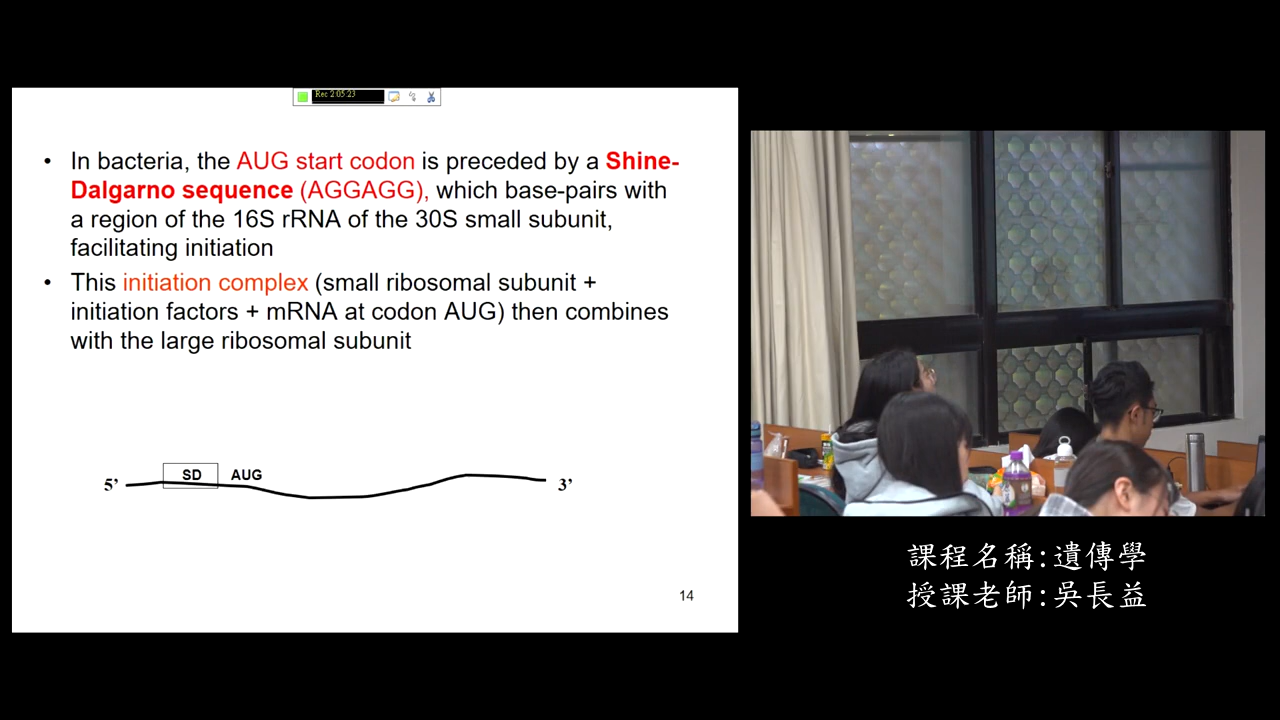 Rec 2:05:23
• In bacteria, the AUG start codon is preceded by a Shine-
Dalgarno sequence (AGGAGG), which base-pairs with
a region of the 16S rRNA of the 30S small subunit,
facilitating initiation
• This initiation complex (small ribosomal subunit +
initiation factors + mRNA at codon AUG) then combines
with the large ribosomal subunit
SD AUG
5’ 3’
14
課程名稱:遺傳學
授課老師:吳長益